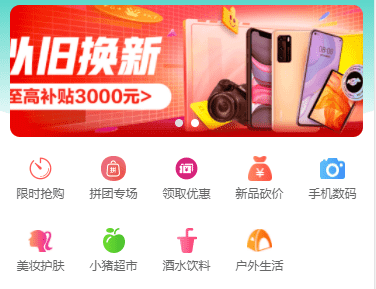 以旧换新
至高补贴3000元>
拼
限时抢购 拼团专场 领取优惠 新品砍价 手机数码
美妆护肤 小猪超市 酒水饮料 户外生活